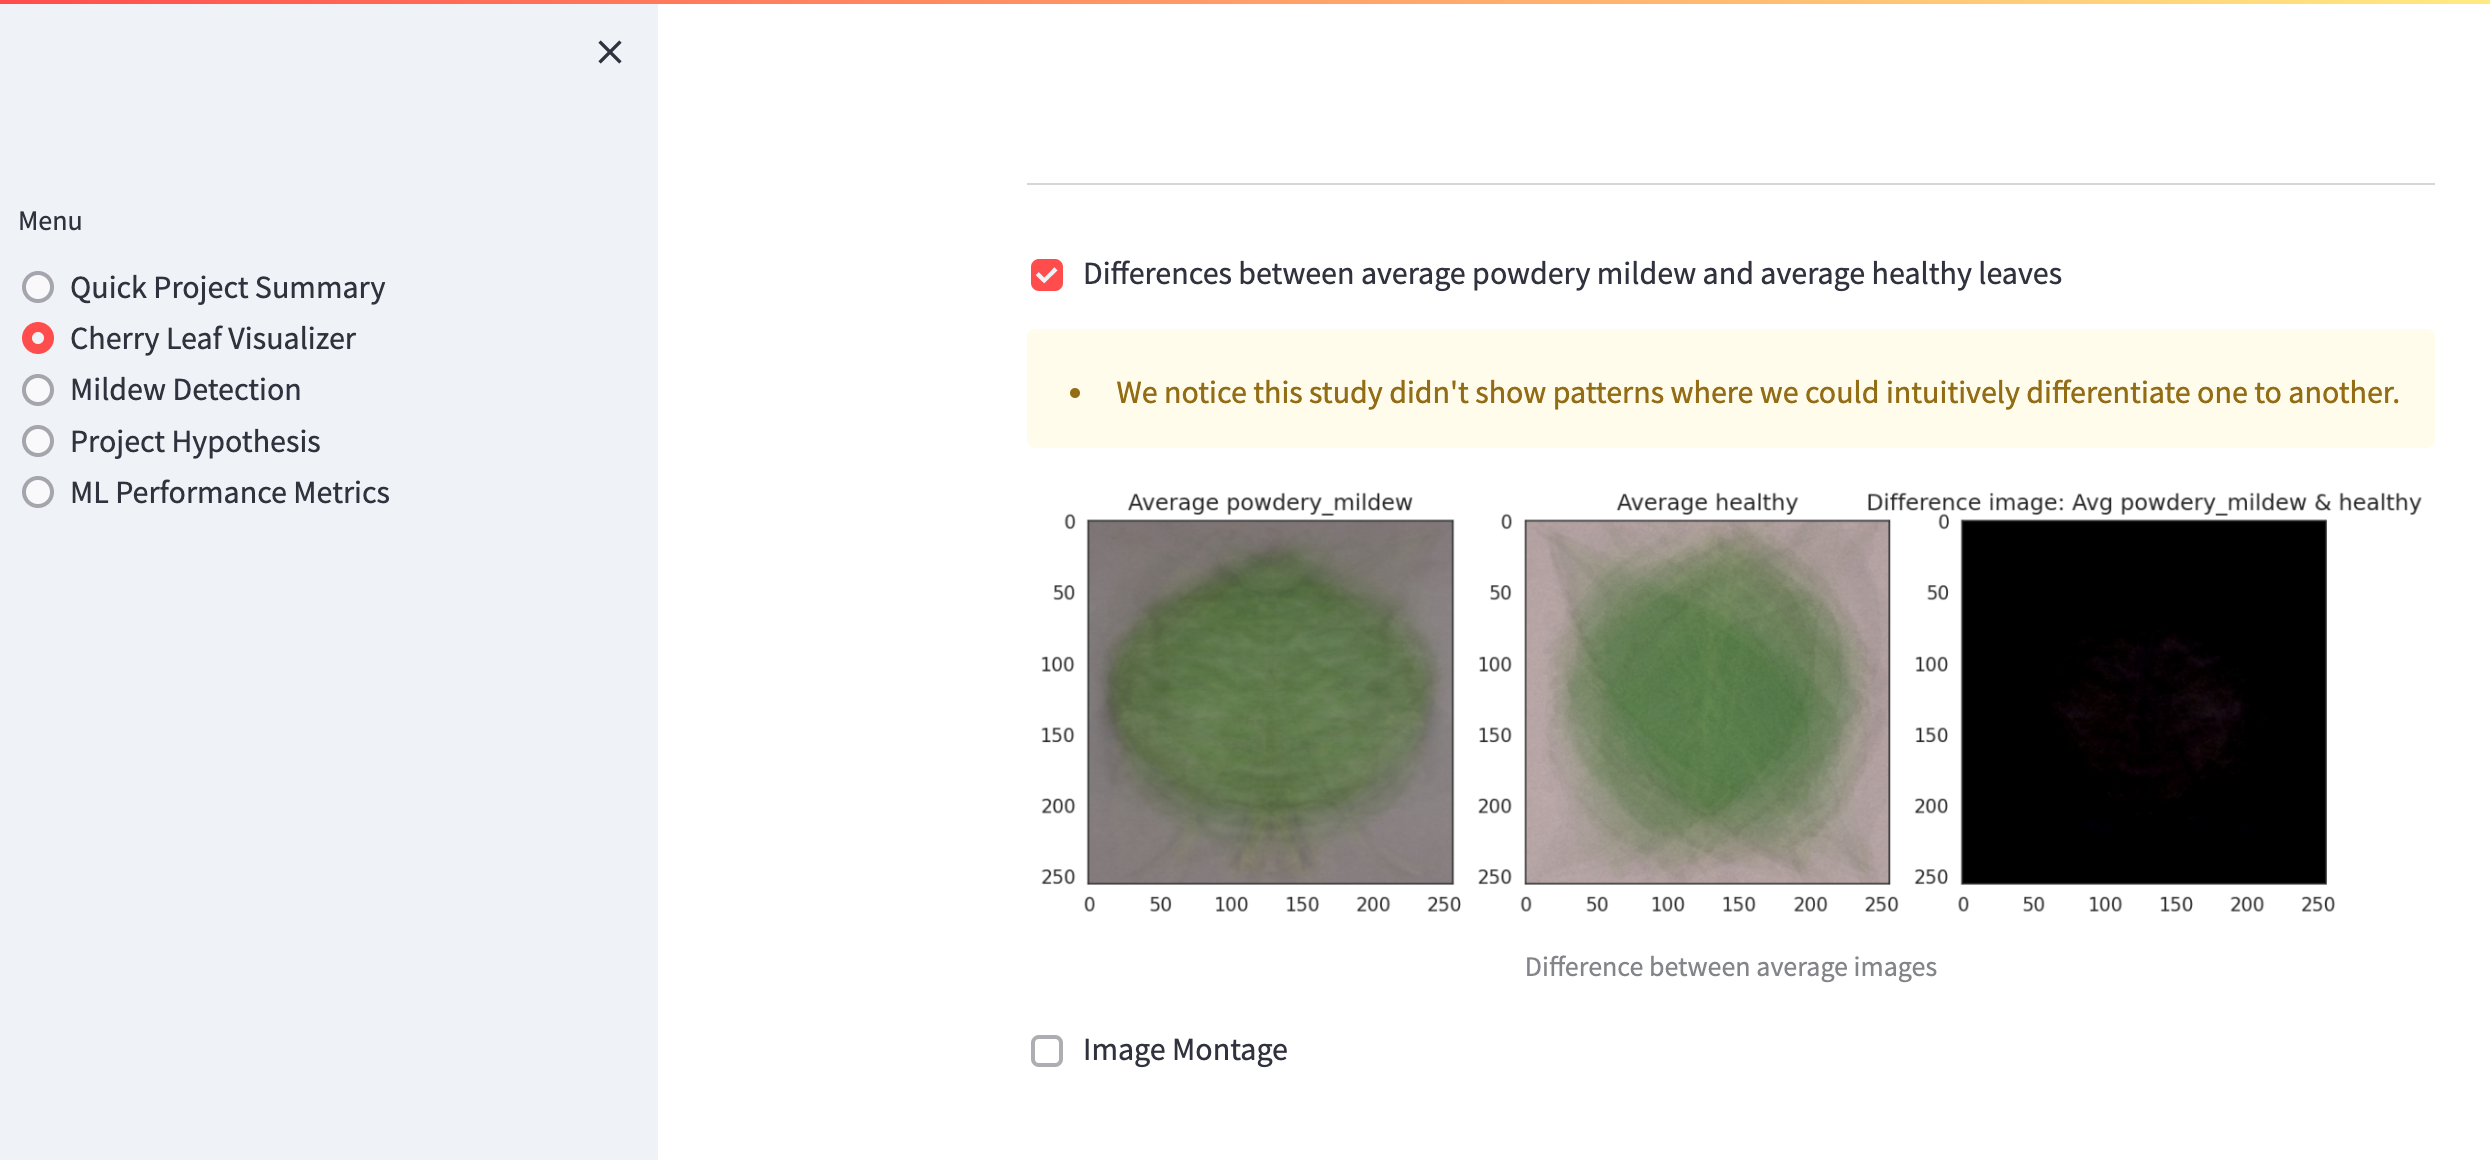 Menu
Quick Project Summary
Cherry Leaf Visualizer
Mildew Detection
Project Hypothesis
ML Performance Metrics
Differences between average powdery mildew and average healthy leaves
• We notice this study didn't show patterns where we could intuitively differentiate one to another.
Average powdery_mildew
0
50
100
150
200
250
0 50 100 150 200 250
Average healthy
0
50
100
150
200
250
0 50 100 150 200 250
Difference image: Avg powdery_mildew & healthy
0
50
100
150
200
250
0 50 100 150 200 250
Difference between average images
Image Montage